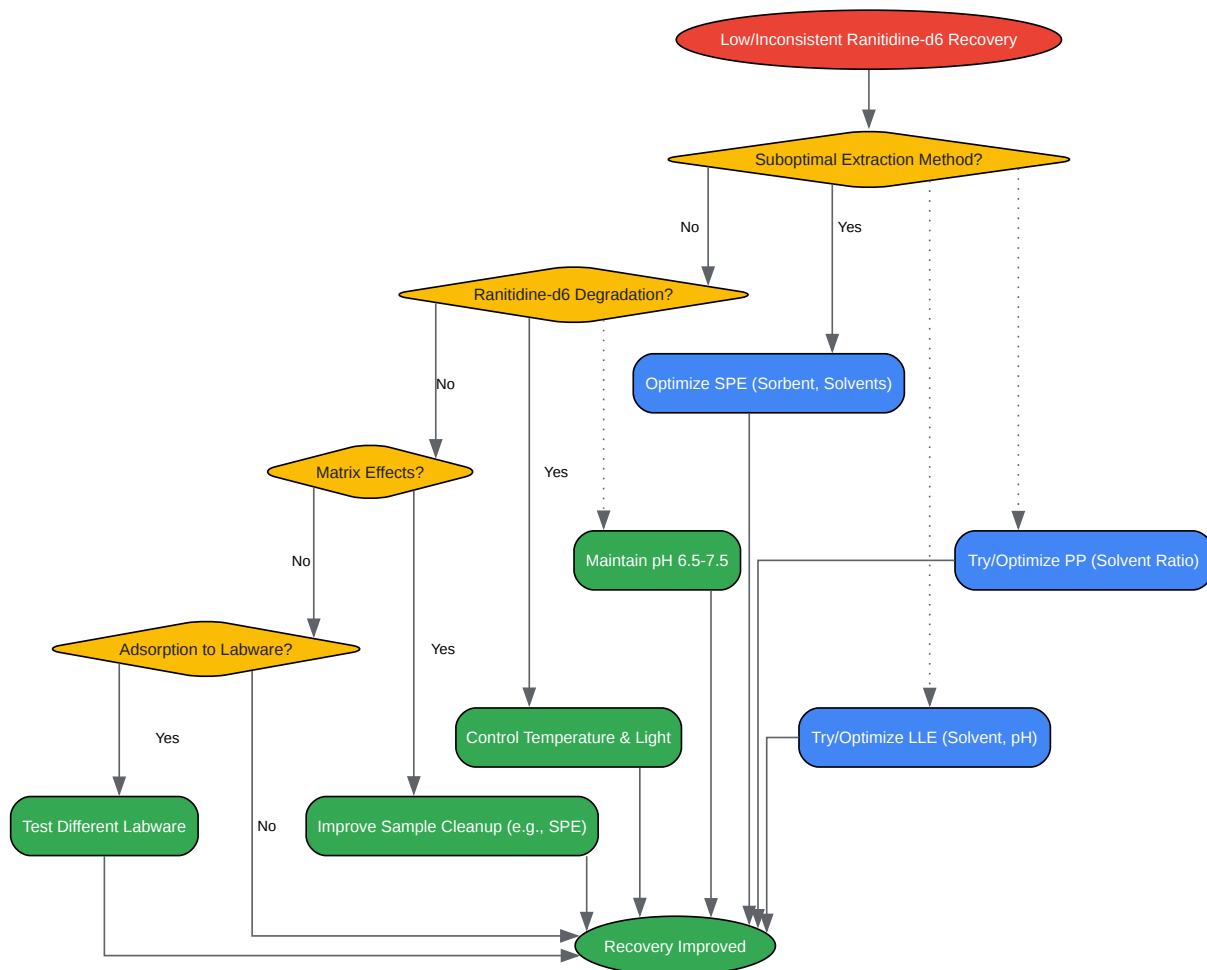 Low/Inconsistent Ranitidine-d6 Recovery
Suboptimal Extraction Method?
No
Yes
Ranitidine-d6 Degradation?
Optimize SPE (Sorbent, Solvents)
No
Matrix Effects?
Yes
No
Maintain pH 6.5-7.5
Try/Optimize PP (Solvent Ratio)
Adsorption to Labware?
Yes
Yes
Control Temperature & Light
Try/Optimize LLE (Solvent, pH)
Test Different Labware
No
Improve Sample Cleanup (e.g., SPE)
Recovery Improved